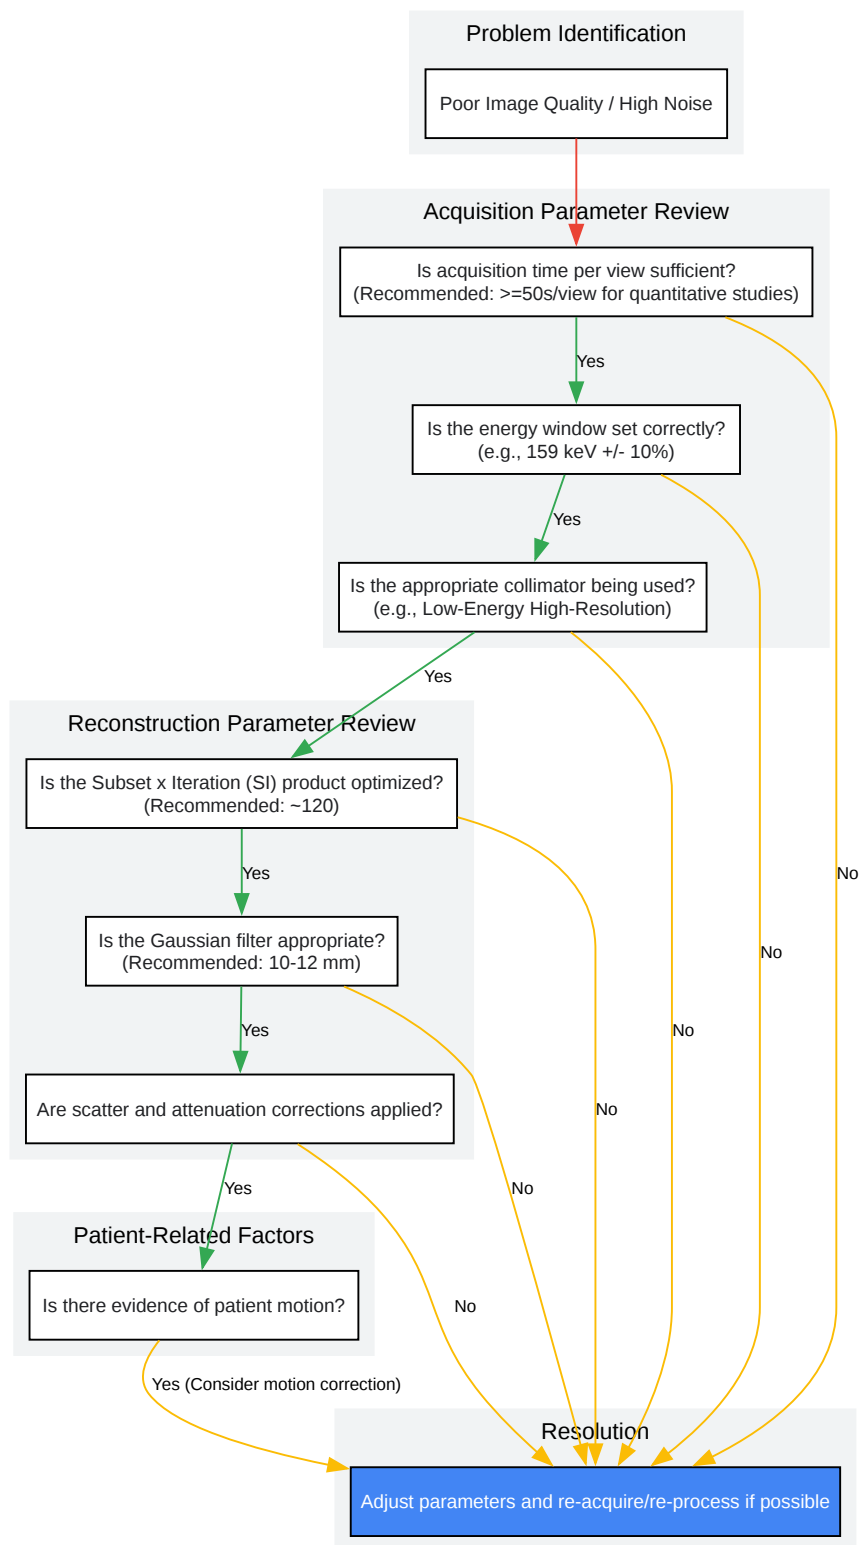 Problem Identification
Poor Image Quality / High Noise
Acquisition Parameter Review
Is acquisition time per view sufficient?
(Recommended: >=50s/view for quantitative studies)
Yes
Is the energy window set correctly?
(e.g., 159 keV +/- 10%)
Yes
Is the appropriate collimator being used?
(e.g., Low-Energy High-Resolution)
Yes
Reconstruction Parameter Review
Is the Subset x Iteration (SI) product optimized?
(Recommended: ~120)
Yes
No
Is the Gaussian filter appropriate?
(Recommended: 10-12 mm)
No
Yes
No
Are scatter and attenuation corrections applied?
No
Yes
No
Patient-Related Factors
Is there evidence of patient motion?
No
Yes (Consider motion correction)
Resolution
Adjust parameters and re-acquire/re-process if possible